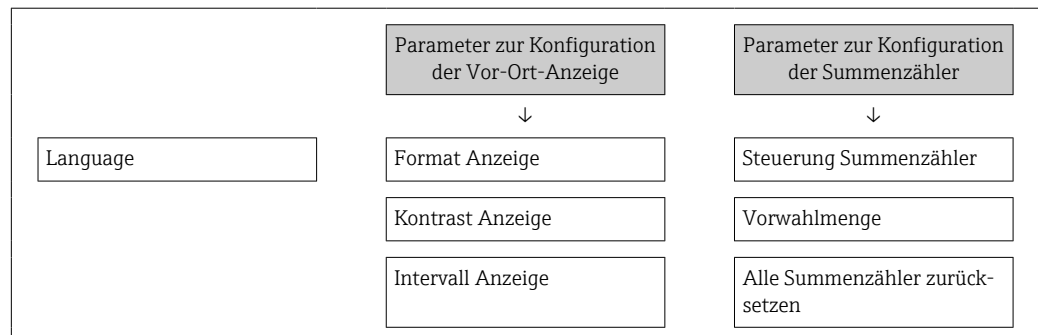 Parameter zur Konfiguration
der Vor-Ort-Anzeige
Parameter zur Konfiguration
der Summenzähler
↓
↓
Language
Format Anzeige
Steuerung Summenzähler
Kontrast Anzeige
Vorwahlmenge
Intervall Anzeige
Alle Summenzähler zurück-
setzen